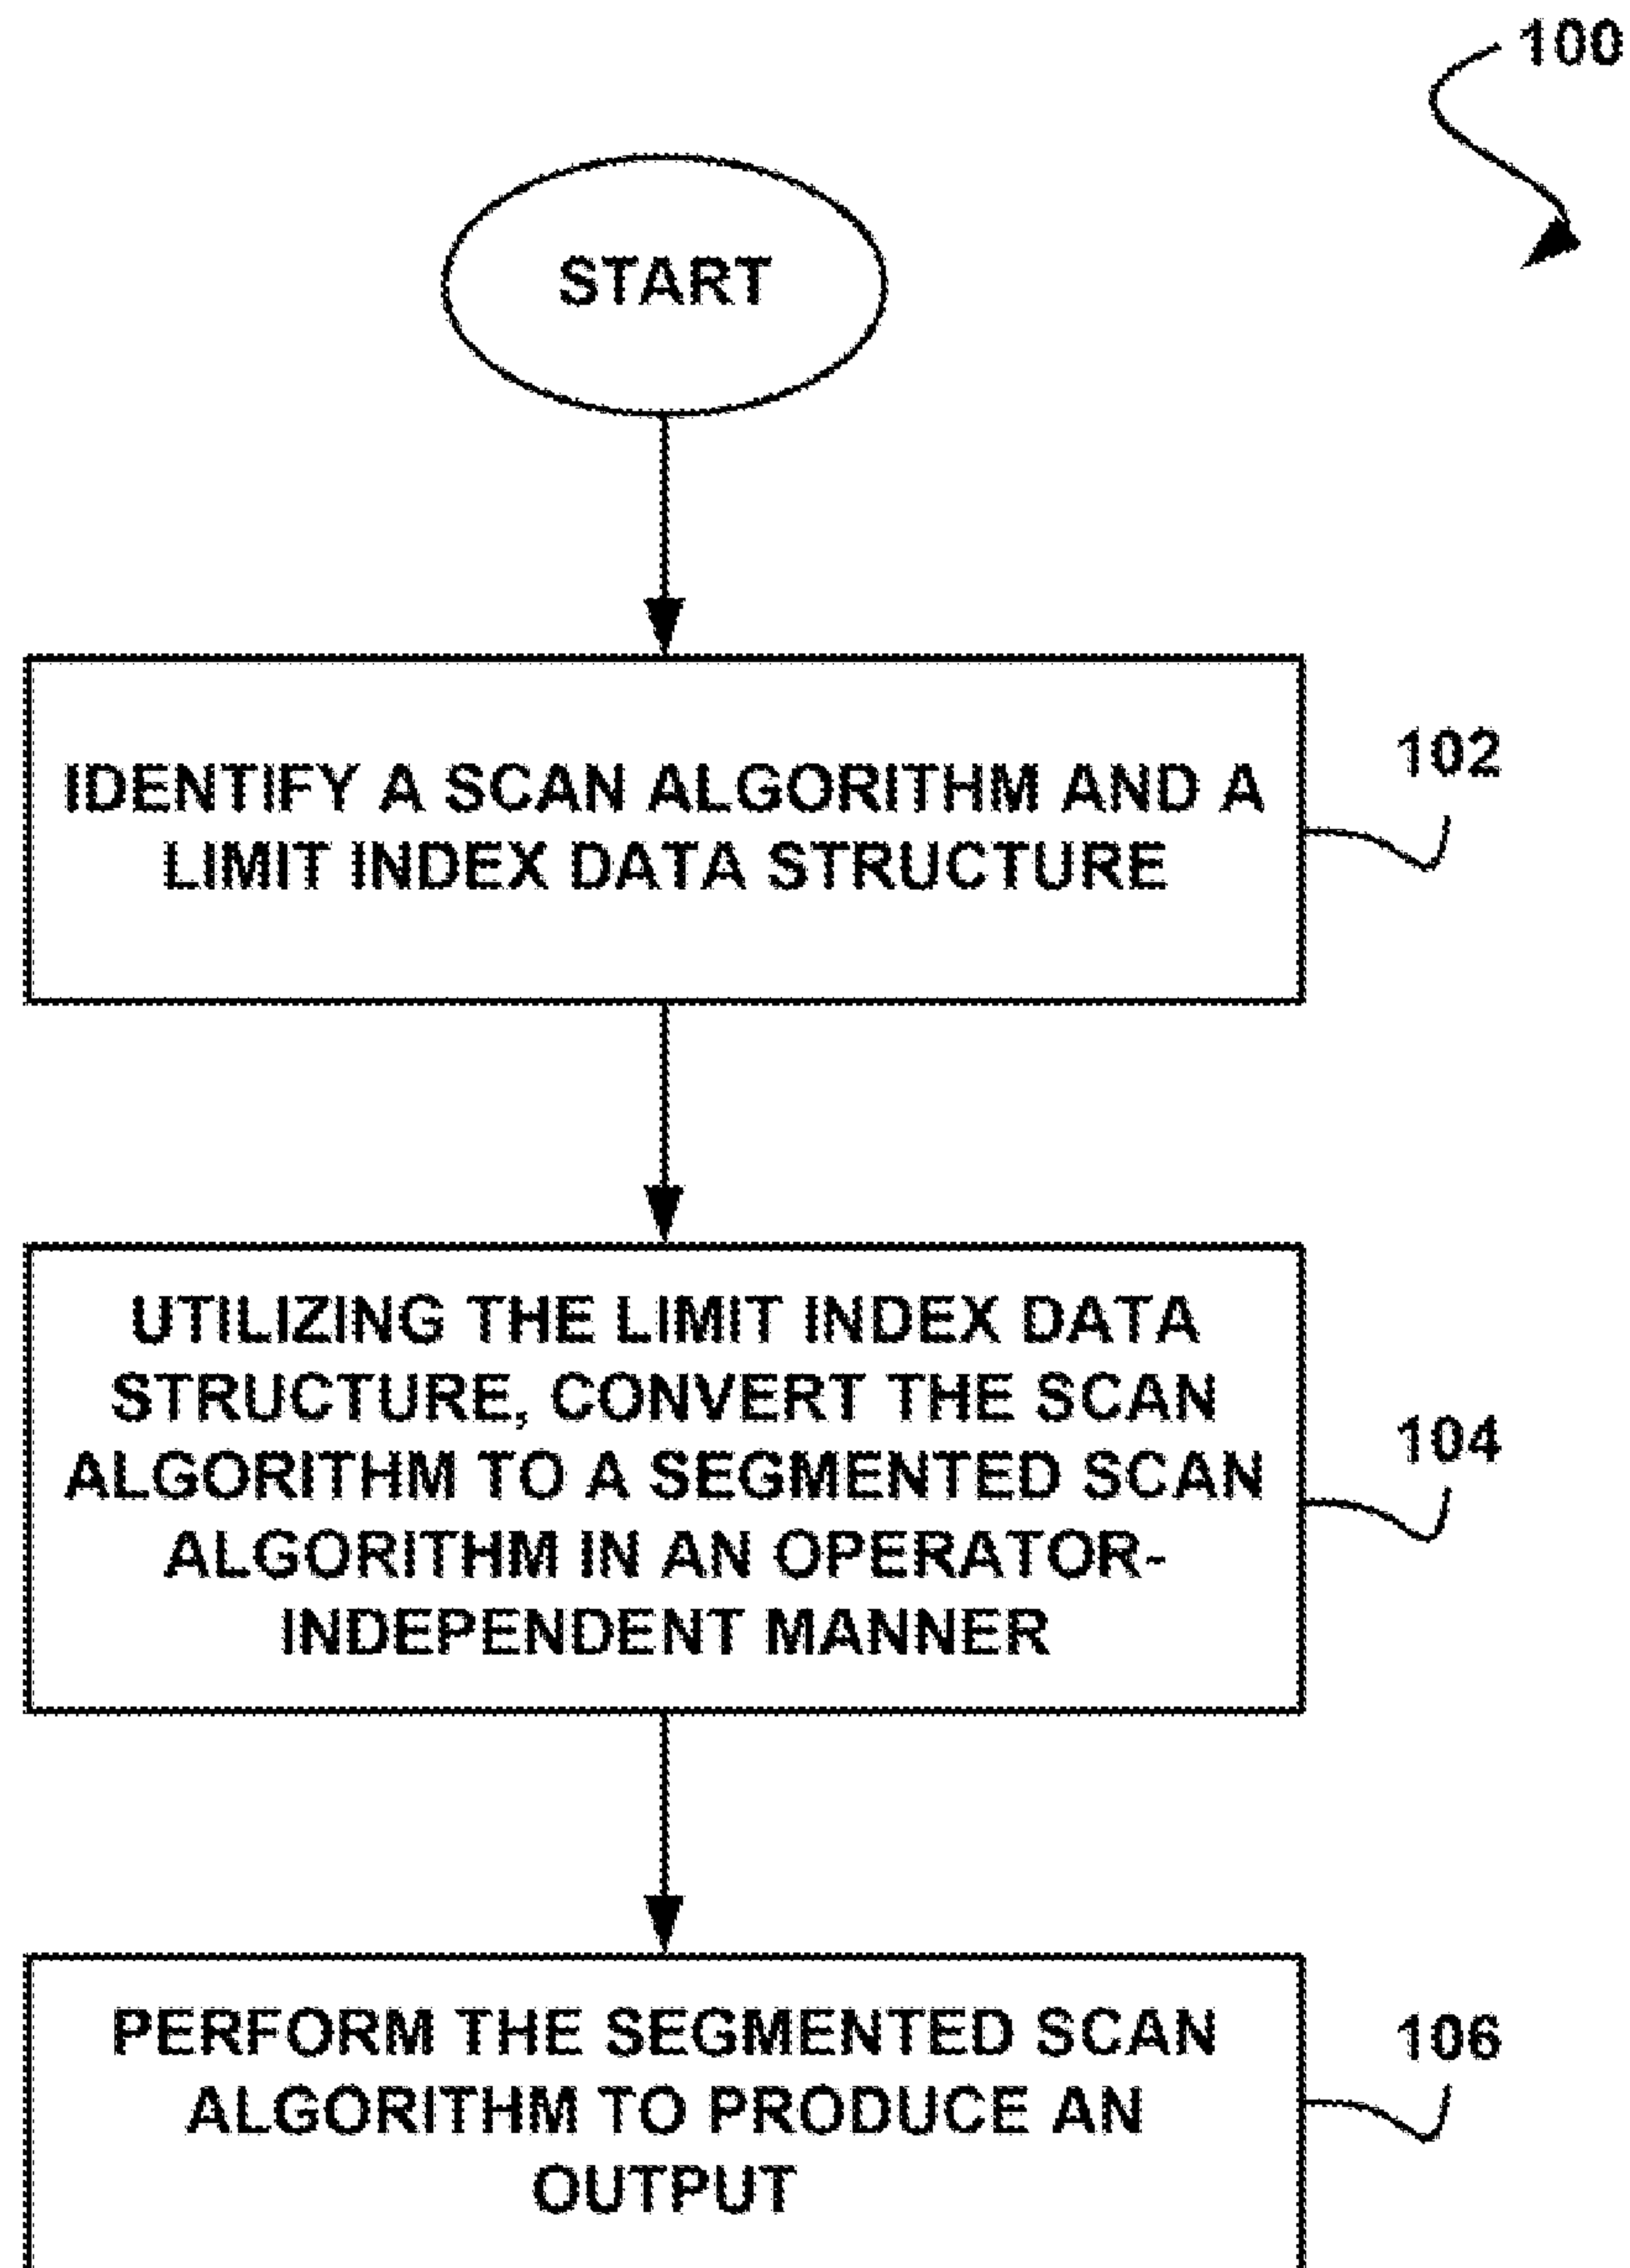 100
START
IDENTIFY A SCAN ALGORITHM AND A
LIMIT INDEX DATA STRUCTURE
102
UTILIZING THE LIMIT INDEX DATA
STRUCTURE, CONVERT THE SCAN
ALGORITHM TO A SEGMENTED SCAN
ALGORITHM IN AN OPERATOR-
INDEPENDENT MANNER
104
PERFORM THE SEGMENTED SCAN
ALGORITHM TO PRODUCE AN
OUTPUT
106